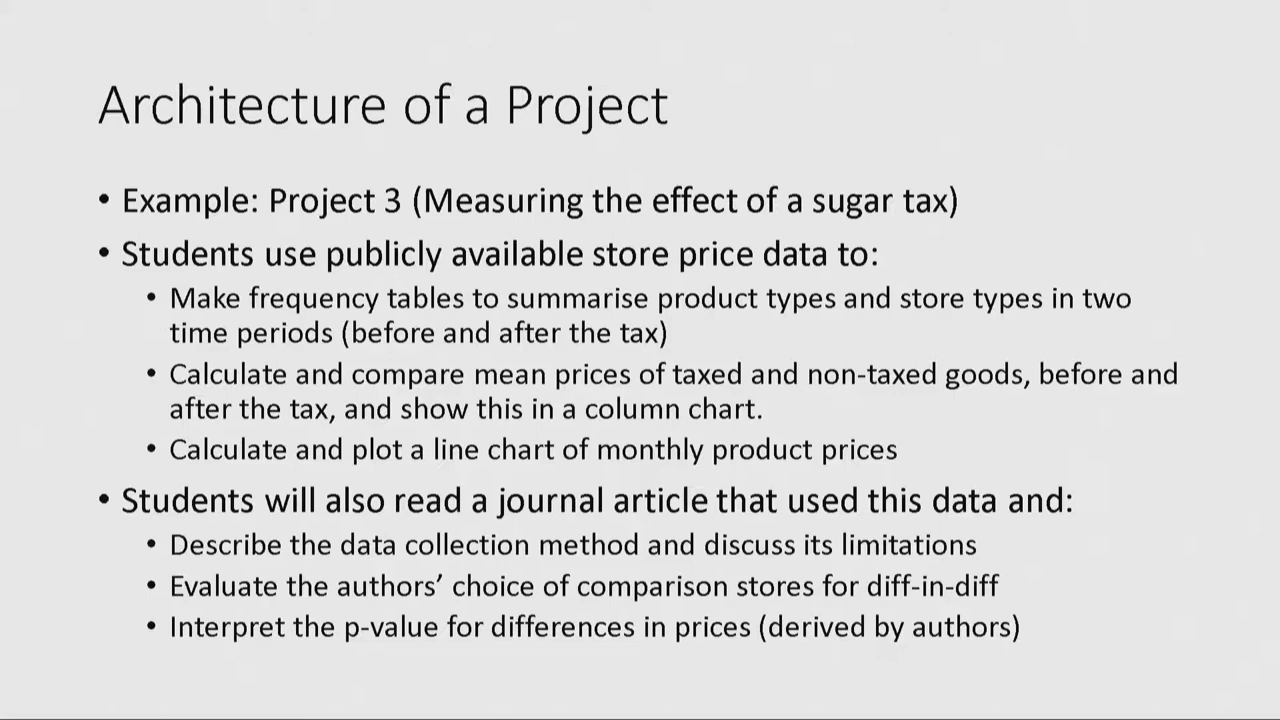 Architecture of a Project
• Example: Project 3 (Measuring the effect of a sugar tax)
• Students use publicly available store price data to:
• Make frequency tables to summarise product types and store types in two
time periods (before and after the tax)
• Calculate and compare mean prices of taxed and non-taxed goods, before and
after the tax, and show this in a column chart.
• Calculate and plot a line chart of monthly product prices
• Students will also read a journal article that used this data and:
• Describe the data collection method and discuss its limitations
• Evaluate the authors’ choice of comparison stores for diff-in-diff
• Interpret the p-value for differences in prices (derived by authors)